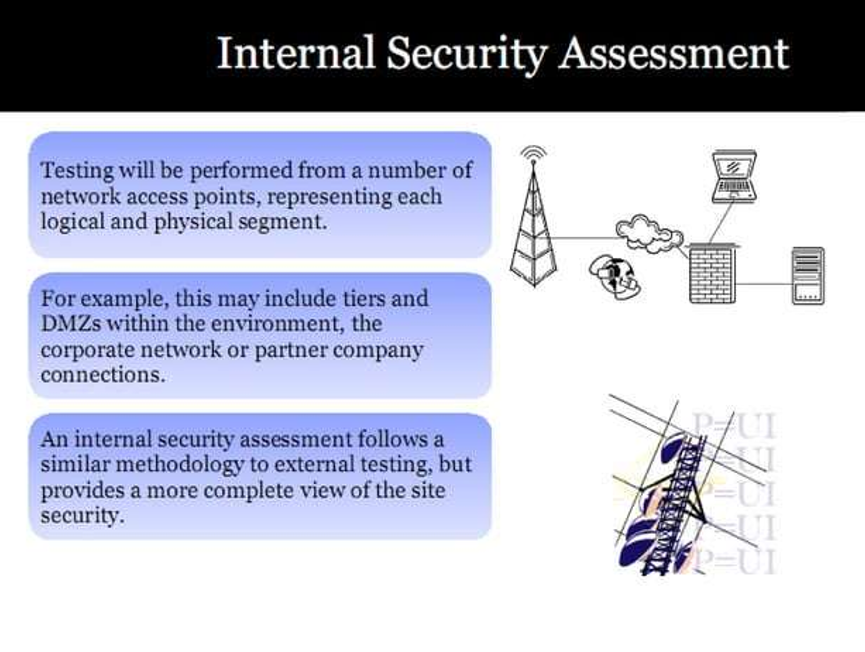 Internal Security Assessment
Testing will be performed from a number of
network access points, representing each
logical and physical segment.
For example, this may include tiers and
DMZs within the environment, the
corporate network or partner company
connections.
An internal security assessment follows a
similar methodology to external testing, but
provides a more complete view of the site
security.
P=UI
P=UI
P=UI
P=UI
P=UI